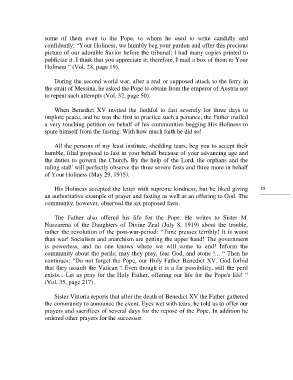 some of them even to the Pope, to whom he used to write candidly and
confidently: "Your Holiness, we humbly beg your pardon and offer this precious
picture of our adorable Savior before the tribunal; I had many copies printed to
publicize it. I think that you appreciate it; therefore, I mail a box of them to Your
Holiness " (Vol. 28, page 19).
During the second world war, after a real or supposed attack, to the ferry in
the strait of Messina, he asked the Pope to obtain from the emperor of Austria not
to repeat such attempts (Vol. 32, page 50).
When Benedict XV invited the faithful to fast severely for three days to
implore peace, and he was the first to practice such a penance, the Father mailed
a very touching petition on behalf of his communities begging His Holiness to
spare himself from the fasting. With how much faith he did so!
All the persons of my least institute, shedding tears, beg you to accept their
humble, filial proposal to fast in your behalf because of your advancing age and
the duties to govern the Church. By the help of the Lord, the orphans and the
ruling staff will perfectly observe the three severe fasts and three more in behalf
of Your Holiness (May 29, 1915).
His Holiness accepted the letter with supreme kindness, but he liked giving
an authoritative example of prayer and fasting as well as an offering to God. The
community, however, observed the six proposed fasts.
85
The Father also offered his life for the Pope. He writes to Sister M.
Nazarena of the Daughters of Divine Zeal (July 8, 1919) about the trouble,
rather the revolution of the post-war-period: "Time presses terribly! It is worse
than war! Socialism and anarchism are getting the upper hand! The government
is powerless, and no one knows where we will come to end! Inform the
community about the perils; may they pray, fear God, and atone !... " Then he
continues: "Do not forget the Pope, our Holy Father Benedict XV. God forbid
that they assault the Vatican ! Even though it is a far possibility, still the peril
exists... Let us pray for the Holy Father, offering our life for the Pope's life! "
(Vol. 35, page 217).
Sister Vittoria reports that after the death of Benedict XV the Father gathered
the community to announce the event. Eyes wet with tears, he told us to offer our
prayers and sacrifices of several days for the repose of the Pope. In addition he
ordered other prayers for the successor.